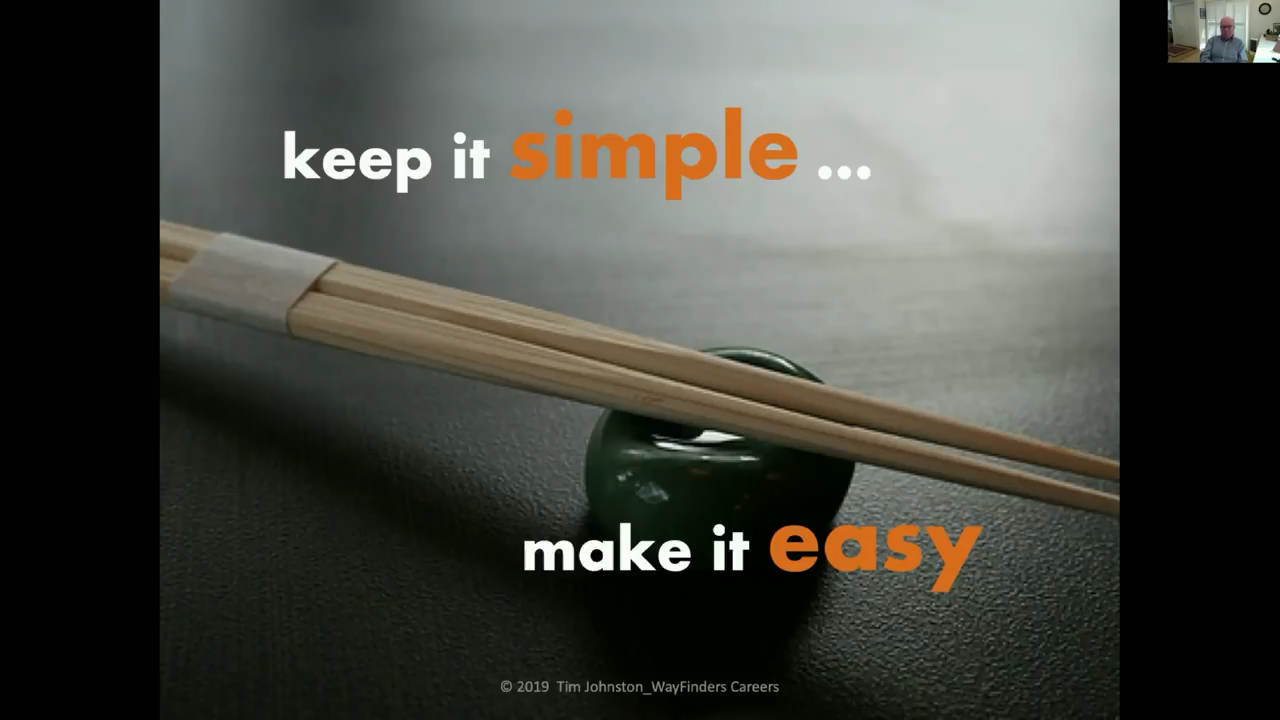 keep it simple ...
make it easy
© 2019 Tim Johnston_WayFinders Careers